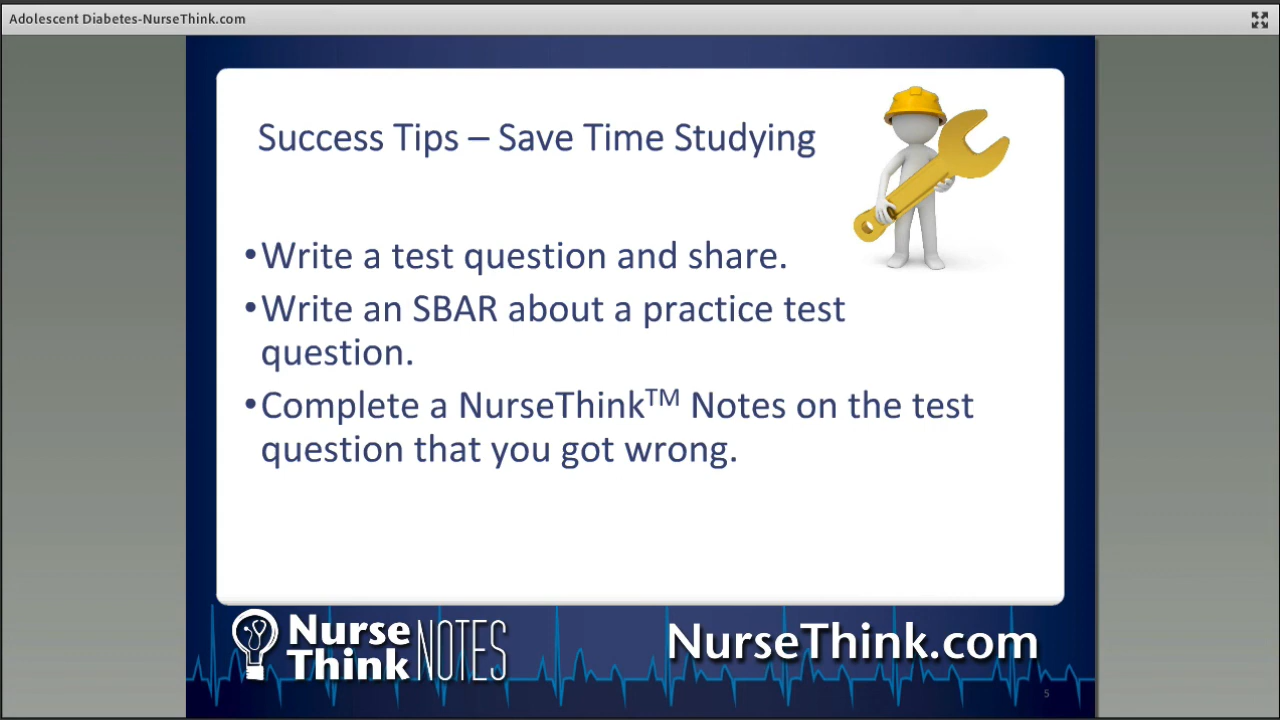 Adolescent Diabetes-NurseThink.com
Success Tips – Save Time Studying
•Write a test question and share.
•Write an SBAR about a practice test
question.
•Complete a NurseThink™ Notes on the test
question that you got wrong.
Nurse
Think NOTES
NurseThink.com
5